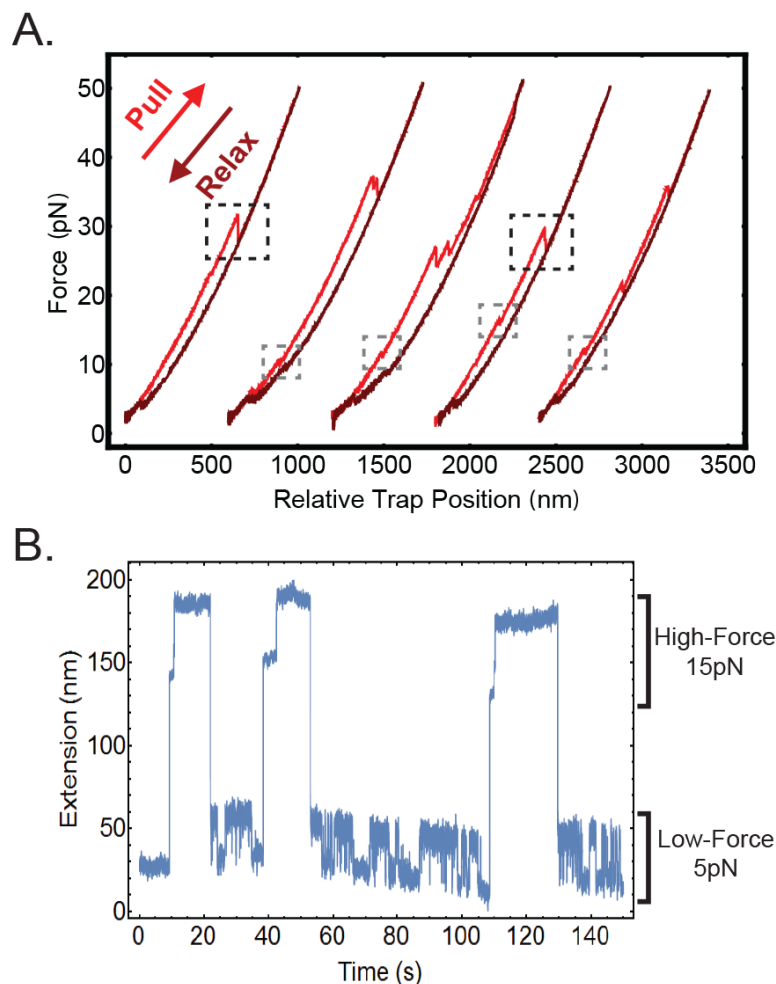 A.
Pull
Relax
Force (pN)
50
40
30
20
10
0
0 500 1000 1500 2000 2500 3000 3500
Relative Trap Position (nm)
B.
Extension (nm)
200
150
100
50
0
High-Force
15pN
Low-Force
5pN
0 20 40 60 80 100 120 140
Time (s)